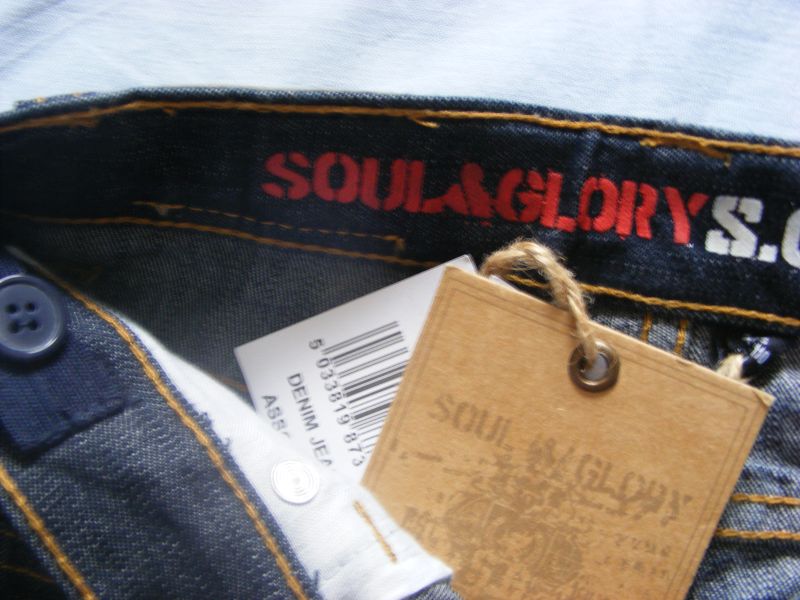 SOUL&GLORY S.
5 033819 873
DENIM JEA
ASS
SOUL &/GLORY